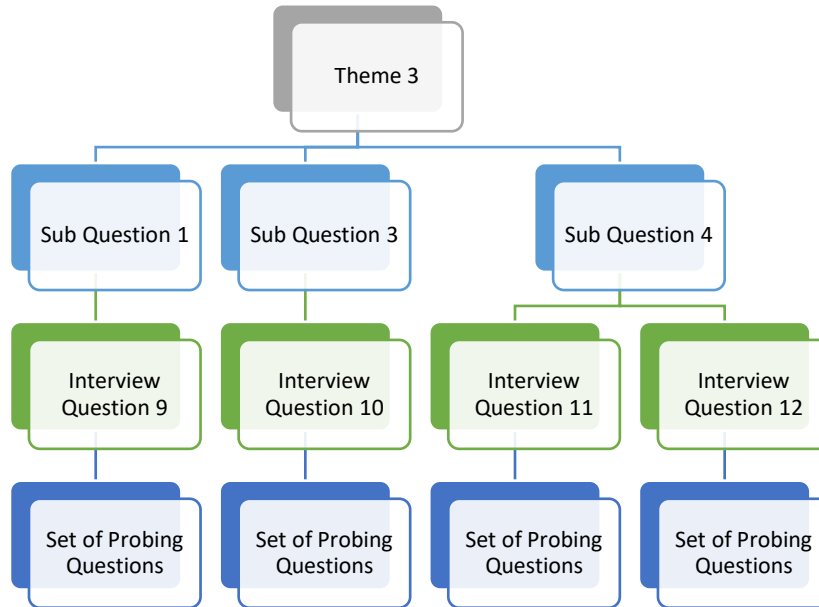 Theme 3
Sub Question 1
Sub Question 3
Sub Question 4
Interview
Question 9
Interview
Question 10
Interview
Question 11
Interview
Question 12
Set of Probing
Questions
Set of Probing
Questions
Set of Probing
Questions
Set of Probing
Questions